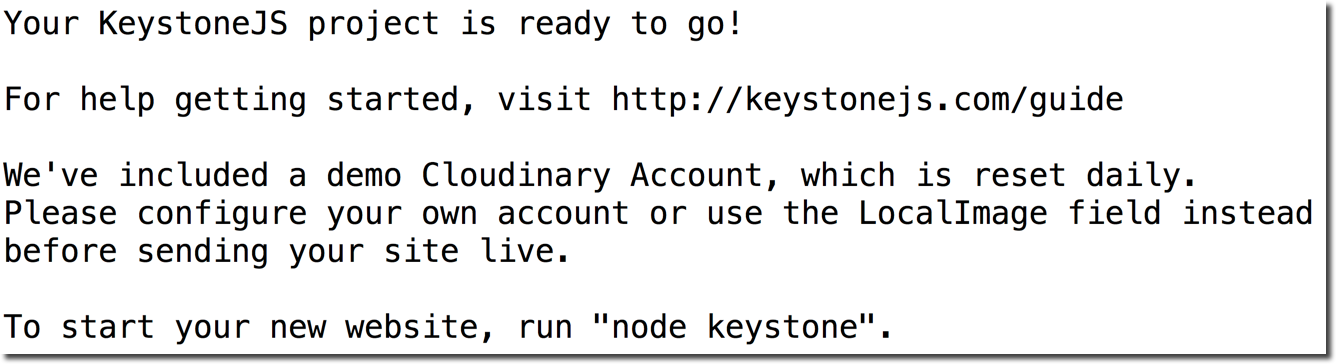 Your KeystoneJS project is ready to go!
For help getting started, visit http://keystonejs.com/guide
We've included a demo Cloudinary Account, which is reset daily.
Please configure your own account or use the LocalImage field instead
before sending your site live.
To start your new website, run "node keystone".